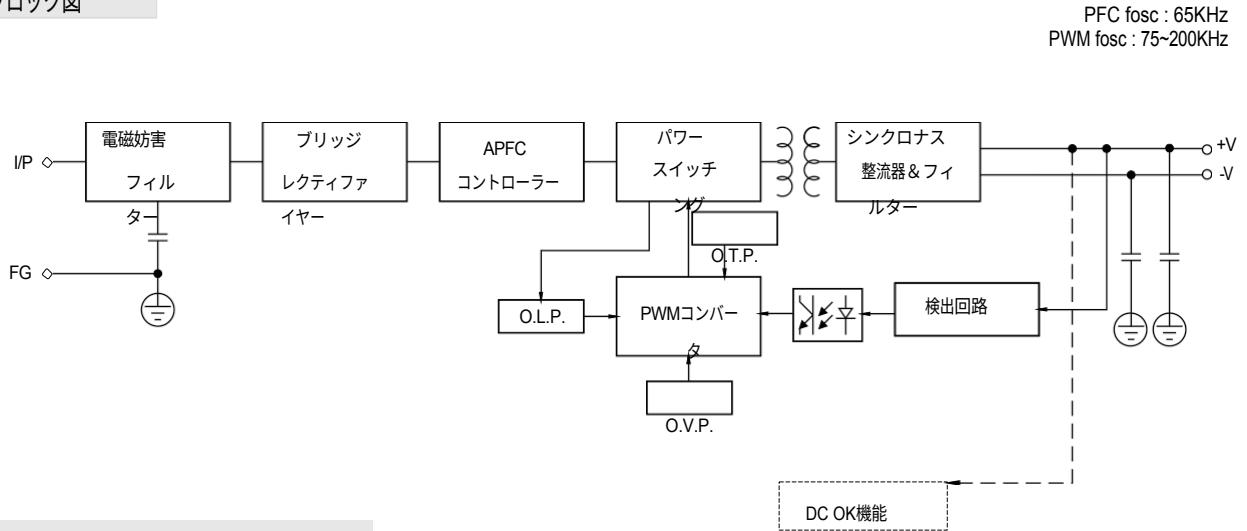 ブロック図
PFC fosc : 65KHz
PWM fosc : 75~200KHz
I/P
電磁妨害
フィル
ター
ブリッジ
レクティファ
イヤー
APFC
コントローラー
パワー
スイッチ
ング
シンクロナス
整流器＆フィ
ルター
+V
-V
FG
O.T.P.
O.L.P.
PWMコンバー
タ
検出回路
O.V.P.
DC OK機能